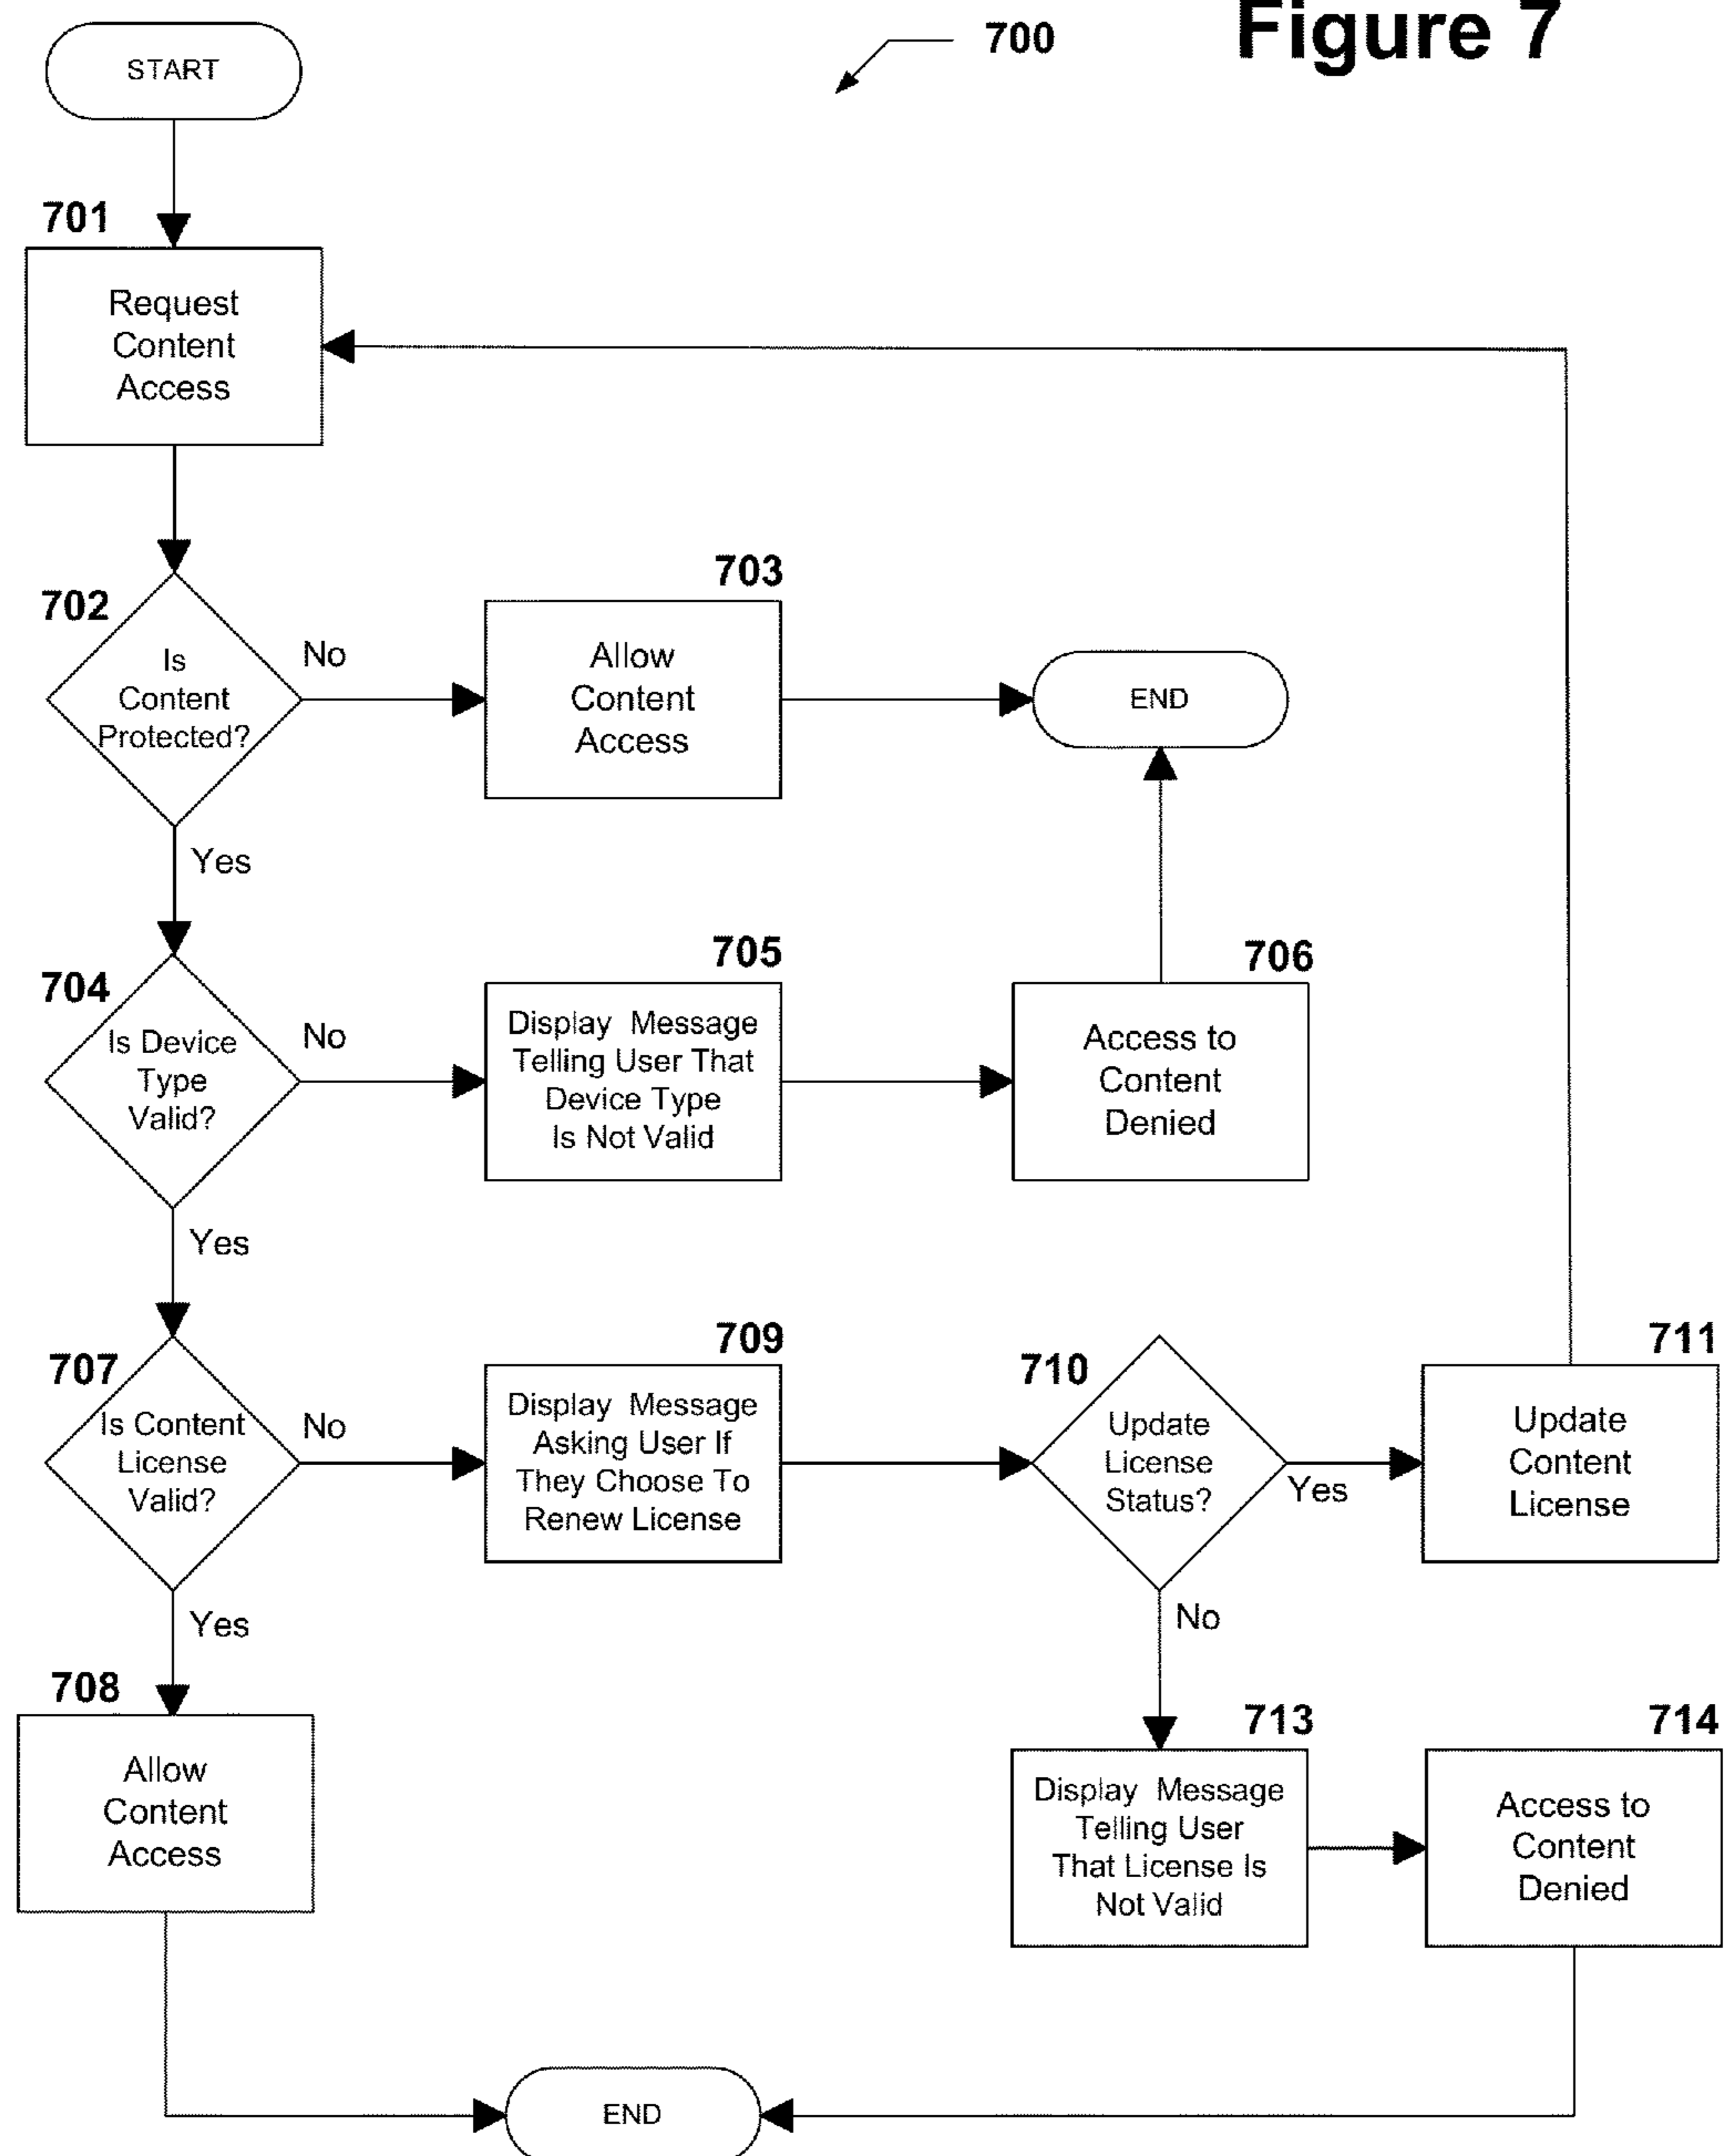 Figure 7
700
START
701
Request
Content
Access
702
Is
Content
Protected?
No
703
Allow
Content
Access
END
Yes
704
Is Device
Type
Valid?
No
705
Display Message
Telling User That
Device Type
Is Not Valid
706
Access to
Content
Denied
Yes
707
Is Content
License
Valid?
No
709
Display Message
Asking User If
They Choose To
Renew License
710
Update
License
Status?
Yes
711
Update
Content
License
No
Yes
708
Allow
Content
Access
713
Display Message
Telling User
That License Is
Not Valid
714
Access to
Content
Denied
END